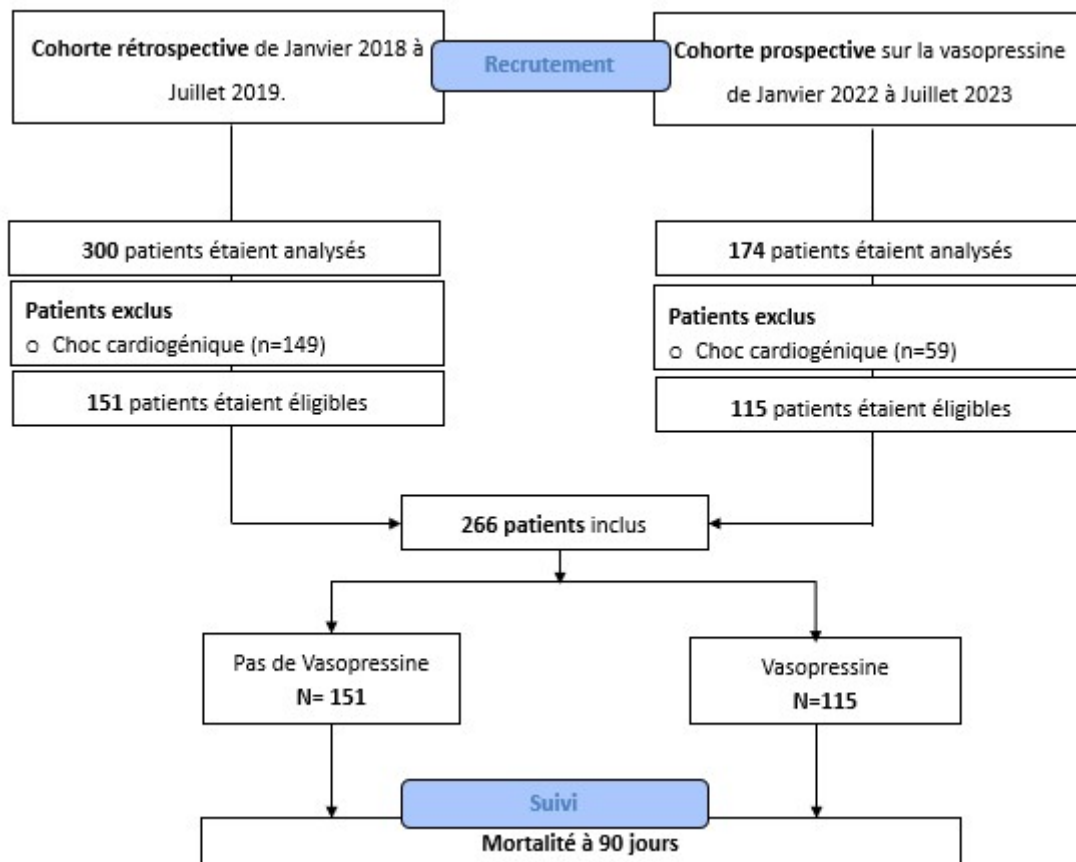 Cohorte rétrospective de Janvier 2018 à
Juillet 2019.
Recrutement
Cohorte prospective sur la vasopressine
de Janvier 2022 à Juillet 2023
300 patients étaient analysés
174 patients étaient analysés
Patients exclus
o Choc cardiogénique (n=149)
Patients exclus
o Choc cardiogénique (n=59)
151 patients étaient éligibles
115 patients étaient éligibles
266 patients inclus
Pas de Vasopressine
N= 151
Vasopressine
N=115
Suivi
Mortalité à 90 jours